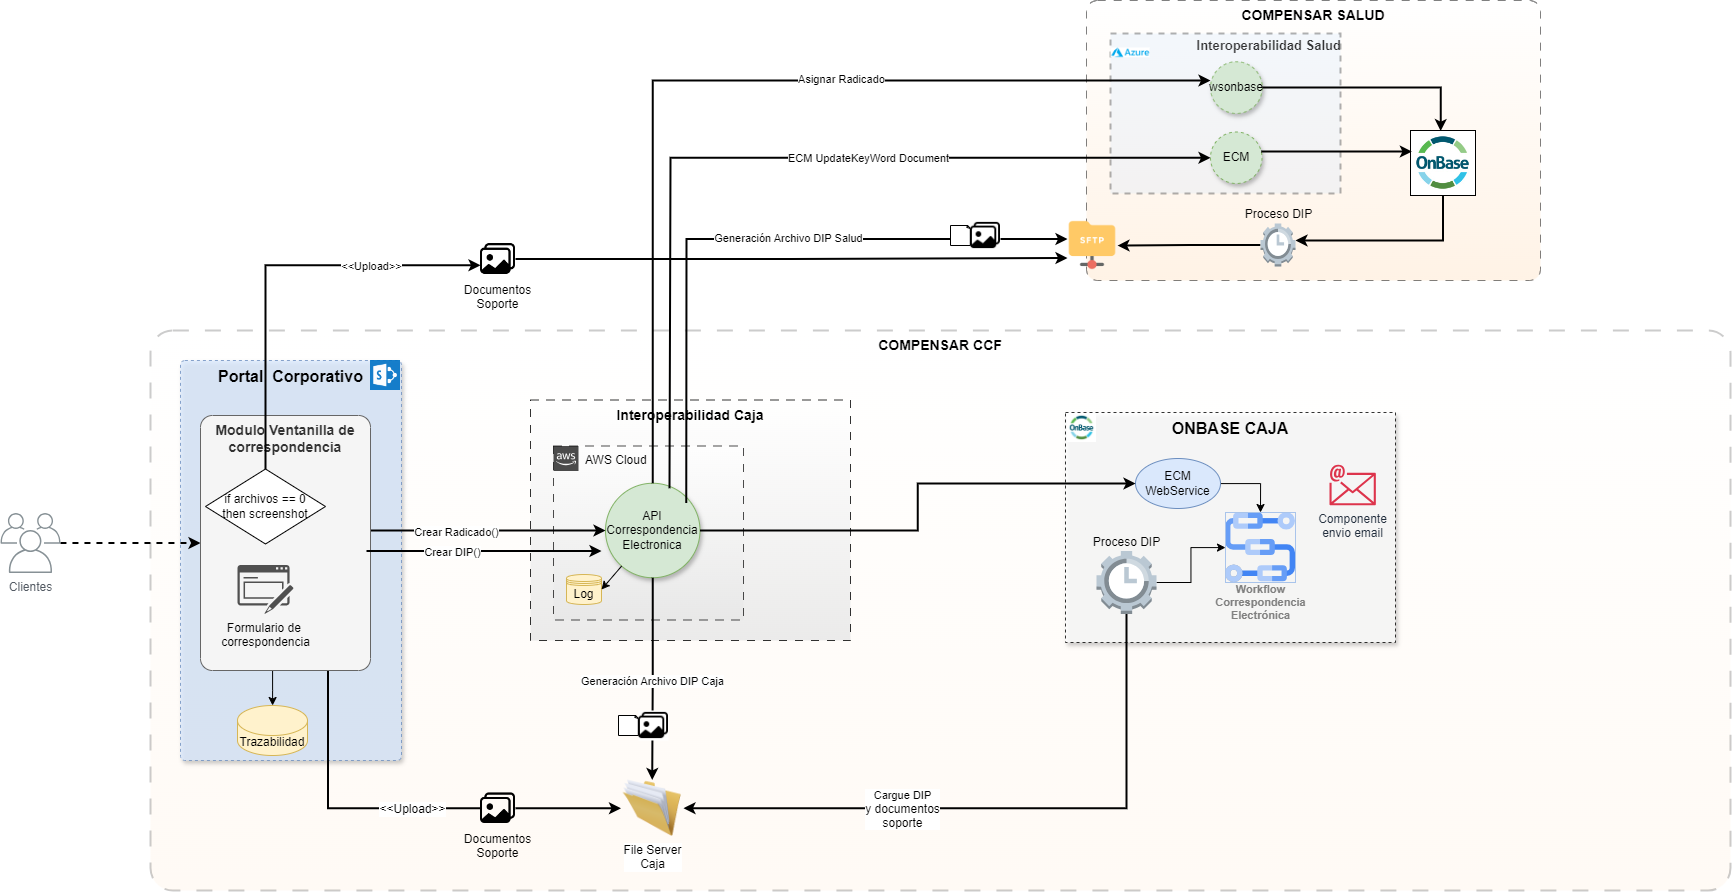 COMPENSAR SALUD
Interoperabilidad Salud
Azure
Asignar Radicado
wsonbase
ECM UpdateKeyWord Document
ECM
OnBase
Proceso DIP
Generación Archivo DIP Salud
SFTP
<<Upload>>
Documentos
Soporte
COMPENSAR CCF
Portal Corporativo
S
Modulo Ventanilla de
correspondencia
if archivos == 0
then screenshot
Formulario de
correspondencia
Trazabilidad
Clientes
Crear Radicado()
Crear DIP()
Interoperabilidad Caja
aws
AWS Cloud
API
Correspondencia
Electronica
Log
OnBase
ONBASE CAJA
ECM
WebService
Proceso DIP
Workflow
Correspondencia
Electrónica
@
Componente
envio email
Generación Archivo DIP Caja
<<Upload>>
Documentos
Soporte
File Server
Caja
Cargue DIP
y documentos
soporte